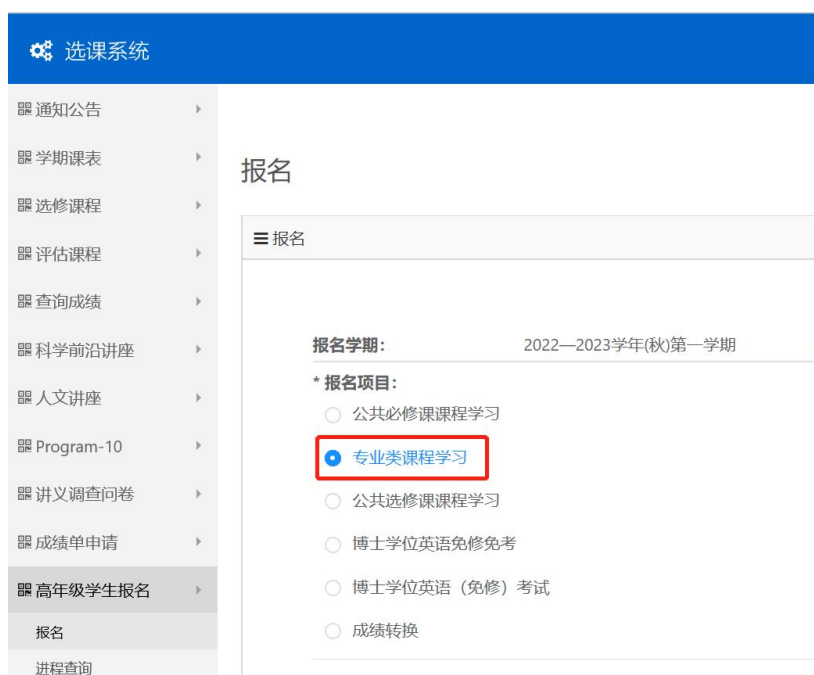 选课系统
通知公告
学期课表
选修课程
评估课程
查询成绩
科学前沿讲座
人文讲座
Program-10
讲义调查问卷
成绩单申请
高年级学生报名
报名
进程查询
报名
报名
报名学期： 2022—2023学年(秋)第一学期
* 报名项目：
公共必修课课程学习
专业类课程学习
公共选修课课程学习
博士学位英语免修免考
博士学位英语（免修）考试
成绩转换